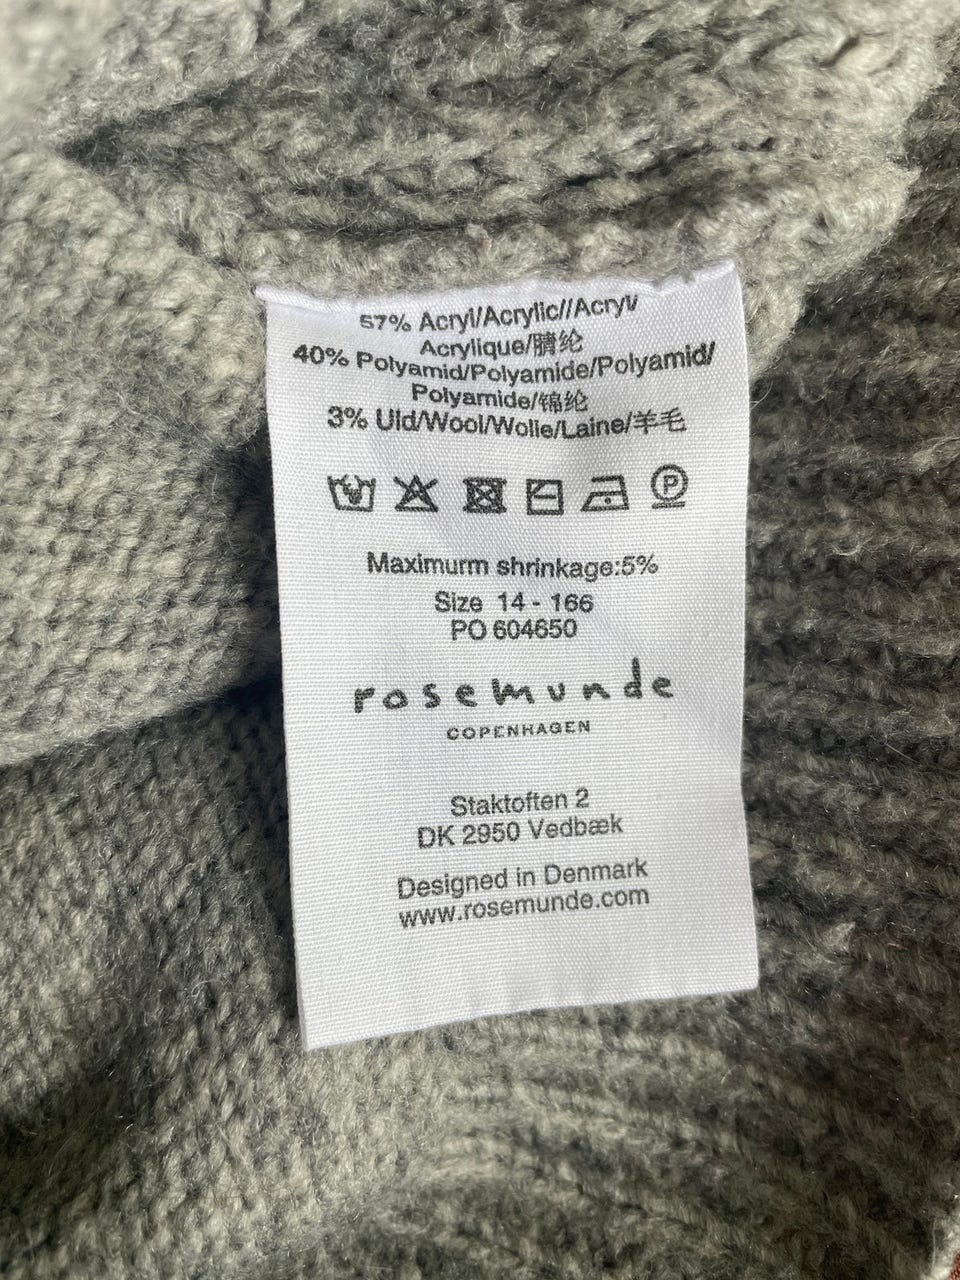 57% Acryl/Acrylic//Acryl/
Acrylique/腈纶
40% Polyamid/Polyamide/Polyamid/
Polyamide/锦纶
3% Uld/Wool/Wolle/Laine/羊毛
P
Maximurm shrinkage:5%
Size 14 - 166
PO 604650
rosemunde
COPENHAGEN
Staktoften 2
DK 2950 Vedbæk
Designed in Denmark
www.rosemunde.com